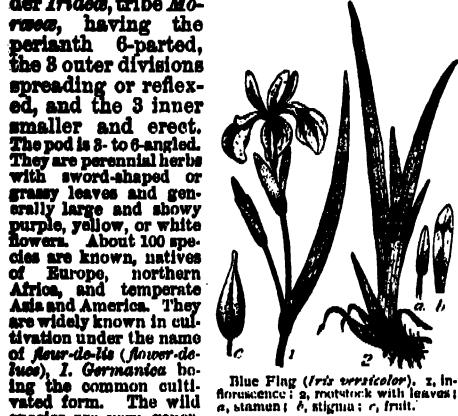 der Irideæ, tribe Mo-
rææ, having the
perianth 6-parted,
the 3 outer divisions
spreading or reflex-
ed, and the 3 inner
smaller and erect.
The pod is 3- to 6-angled.
They are perennial herbs
with sword-shaped or
grassy leaves and gen-
erally large and showy
purple, yellow, or white
flowers. About 100 spe-
cies are known, natives
of Europe, northern
Africa, and temperate
Asia and America. They
are widely known in cul-
tivation under the name
of fleur-de-lis (flower-de-
luce), I. Germanica be-
ing the common culti-
vated form. The wild
c
1
2
a
b
Blue Flag (Iris versicolor). 1, in-
florescence; 2, rootstock with leaves;
a, stamen; b, stigma; c, fruit.